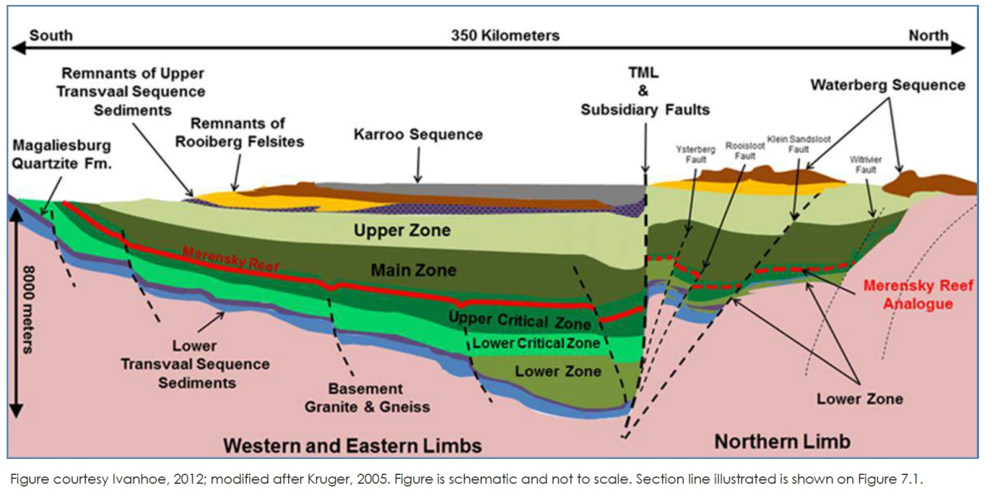 South
350 Kilometers
North
Remnants of Upper
Transvaal Sequence
Sediments
Remnants of
Rooiberg Felsites
Magaliesburg
Quartzite Fm.
Karroo Sequence
TML
&
Subsidiary Faults
Waterberg Sequence
Ysterberg
Fault
Rooisloot
Fault
Klein Sandsloot
Fault
Witrivier
Fault
Upper Zone
Main Zone
Merensky Reef
Upper Critical Zone
Lower Critical Zone
Lower Zone
8000 meters
Lower
Transvaal Sequence
Sediments
Basement
Granite & Gneiss
Merensky Reef
Analogue
Lower Zone
Western and Eastern Limbs
Northern Limb
Figure courtesy Ivanhoe, 2012; modified after Kruger, 2005. Figure is schematic and not to scale. Section line illustrated is shown on Figure 7.1.